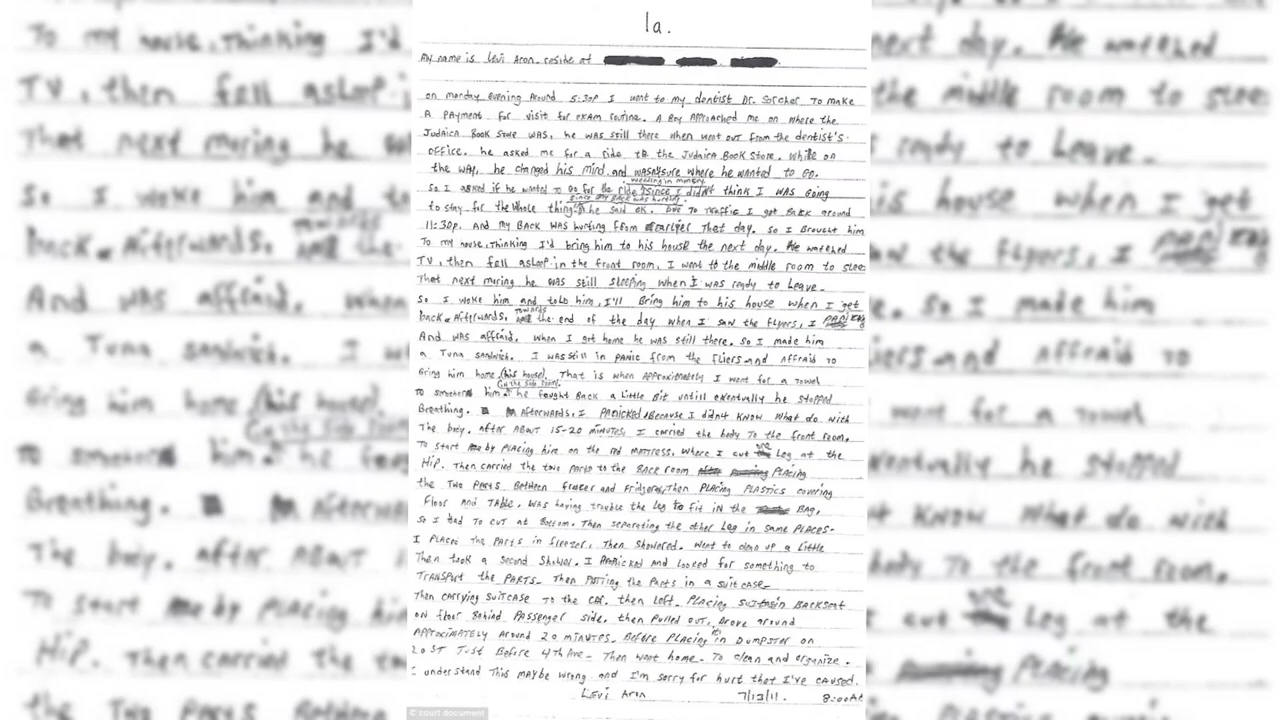 1a.
My name is Levi Aron. reside at
on monday evening around 5:30p I went to my dentist Dr. Sorcher To make
A payment for visit for exam routine. A Boy Approached me on where the
Judaica Book Store was, he was still there when went out from the dentist's
office. he asked me for a ride to the Judaica Book Store. While on
the way, he changed his mind and wasn't sure where he wanted to go.
wedding in monsey
So I asked if he wanted to go for the ride since I didn't think I was going
since my back was hurting.
to stay for the whole thing he said ok. Due To traffic I got back around
11:30p. And my BACK was hurting from earlier That day. so I brought him
To my house, Thinking I'd bring him to his house the next day. He watched
TV, then fell asleep in the front room, I went to the middle room to sleep
That next moring he was still sleeping when I was ready to Leave.
So I woke him and told him, I'll Bring him to his house when I get
Towards
back. Afterwards. the end of the day when I saw the flyers, I
And was affraid. When I got home he was still there. So I made him
a Tuna sandwich. I was still in panic from the fliers and affraid to
Bring him home (his house). That is when Approximately I went for a towel
To him. he fought Back a Little Bit untill eventually he stopped
Breathing. Afterwards. I PANICKED Because I didn't KNOW What do with
The body. After ABOUT 15-20 minutes, I carried the body To the front room.
To start by placing him on the red mattress. Where I cut Leg at the
Hip. Then carried the two parts to the BACK room PLACING
the Two Parts Between freezer and fridgerd, Then PLACING PLASTICS covering
Floor and TABLE. Was having trouble the leg to fit in the BAG,
so I had To cut at Bottom. Then separating the other Leg in same PLACES.
I Placed The PARTS in freezer, Then Showered. Went to clean up a Little
Then took a second Shower. I PANICKED and looked for something to
TRANSPORT the PARTS. Then PUTTING the Parts in a suitcase
Then carrying Suitcase To the car, then left. PLACING in Backseat
on floor Behind Passenger side, then pulled out, Drove around
APPROXIMATELY Around 20 minutes. Before PLACING in DUMPSTER on
20 ST Just Before 4th Ave. Then went home. To clean and organize.
I understand This maybe wrong and I'm sorry for hurt that I've caused.
Levi Aron 7/13/11. 8:00
© court document